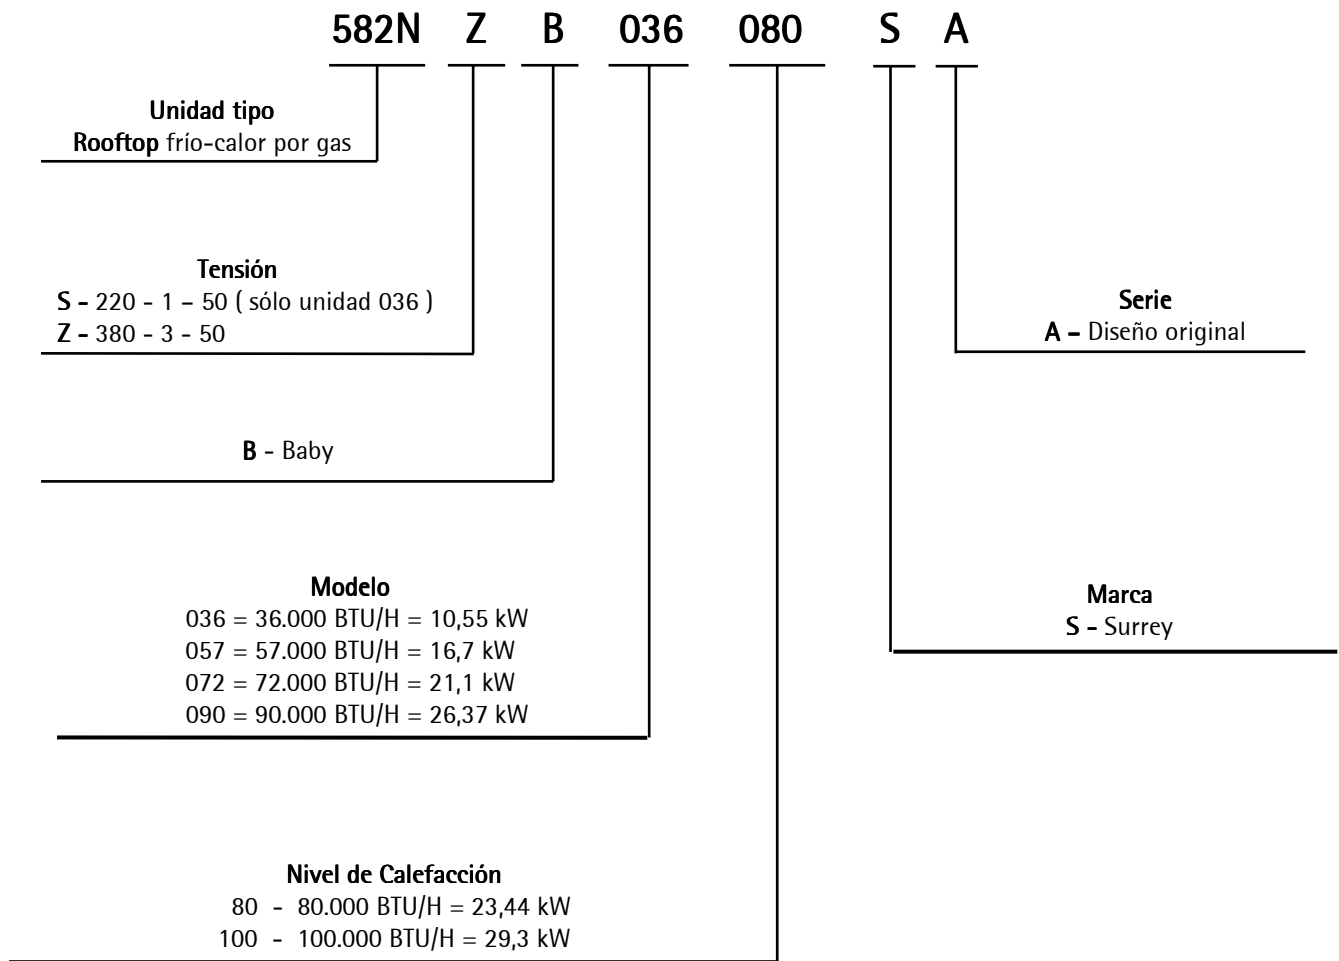 582N Z B 036 080 S A
Unidad tipo
Rooftop frío-calor por gas
Tensión
S - 220 - 1 - 50 ( sólo unidad 036 )
Z - 380 - 3 - 50
Serie
A - Diseño original
B - Baby
Modelo
036 = 36.000 BTU/H = 10,55 kW
057 = 57.000 BTU/H = 16,7 kW
072 = 72.000 BTU/H = 21,1 kW
090 = 90.000 BTU/H = 26,37 kW
Marca
S - Surrey
Nivel de Calefacción
80 - 80.000 BTU/H = 23,44 kW
100 - 100.000 BTU/H = 29,3 kW